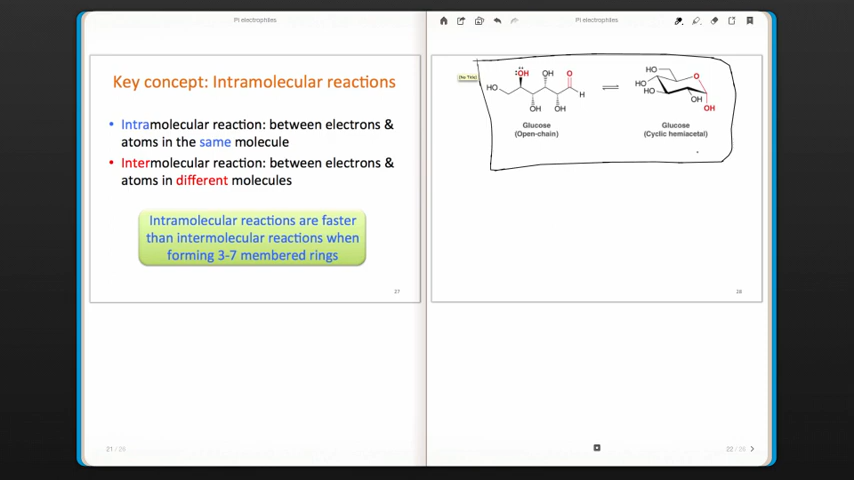 PI electrophiles
PI electrophiles
Key concept: Intramolecular reactions
• Intramolecular reaction: between electrons &
atoms in the same molecule
• Intermolecular reaction: between electrons &
atoms in different molecules
Intramolecular reactions are faster
than intermolecular reactions when
forming 3-7 membered rings
27
21 / 26
[No Title]
HO
:OH
OH
O
H
OH
OH
Glucose
(Open-chain)
HO
HO
HO
O
OH
OH
Glucose
(Cyclic hemiacetal)
28
22 / 26